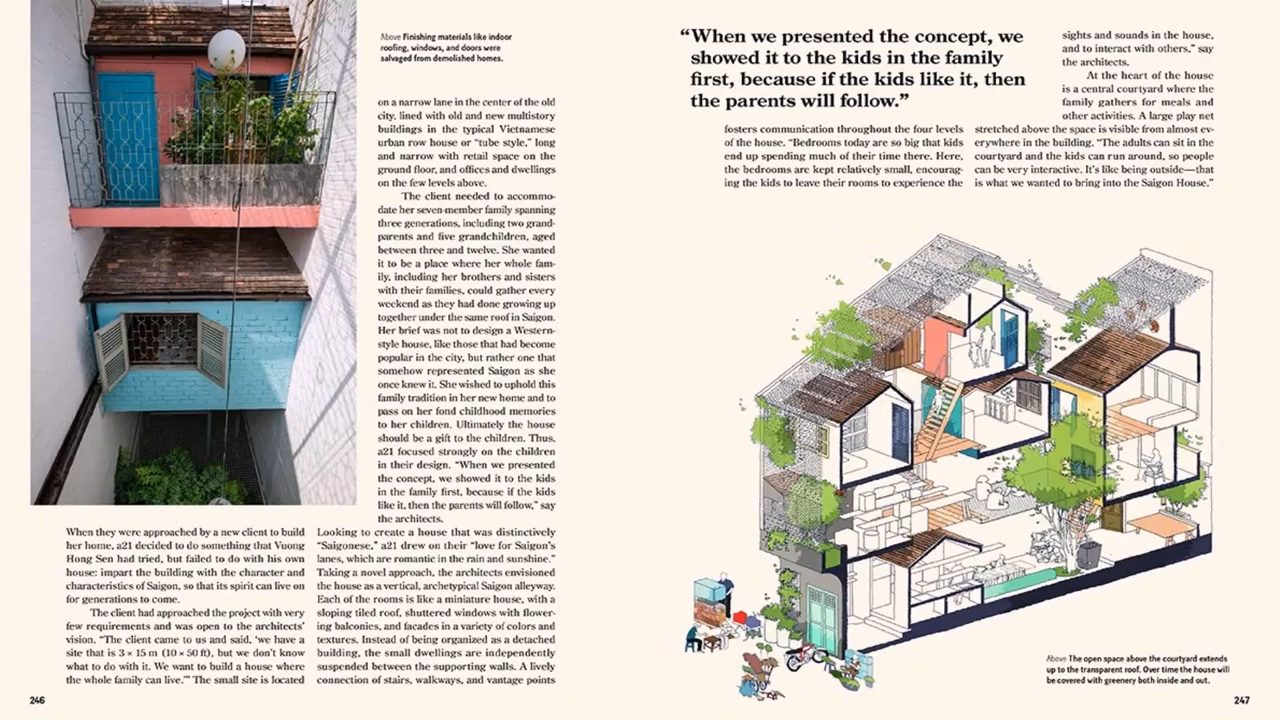 Above Finishing materials like indoor
roofing, windows, and doors were
salvaged from demolished homes.
When they were approached by a new client to build
her home, a21 decided to do something that Vuong
Hong Sen had tried, but failed to do with his own
house: impart the building with the character and
characteristics of Saigon, so that its spirit can live on
for generations to come.
The client had approached the project with very
few requirements and was open to the architects’
vision. “The client came to us and said, ‘we have a
site that is 3 × 15 m (10 × 50 ft), but we don’t know
what to do with it. We want to build a house where
the whole family can live.’” The small site is located
on a narrow lane in the center of the old
city, lined with old and new multistory
buildings in the typical Vietnamese
urban row house or “tube style,” long
and narrow with retail space on the
ground floor, and offices and dwellings
on the few levels above.
The client needed to accommo-
date her seven-member family spanning
three generations, including two grand-
parents and five grandchildren, aged
between three and twelve. She wanted
it to be a place where her whole fam-
ily, including her brothers and sisters
with their families, could gather every
weekend as they had done growing up
together under the same roof in Saigon.
Her brief was not to design a Western-
style house, like those that had become
popular in the city, but rather one that
somehow represented Saigon as she
once knew it. She wished to uphold this
family tradition in her new home and to
pass on her fond childhood memories
to her children. Ultimately the house
should be a gift to the children. Thus,
a21 focused strongly on the children
in their design. “When we presented
the concept, we showed it to the kids
in the family first, because if the kids
like it, then the parents will follow,” say
the architects.
Looking to create a house that was distinctively
“Saigonese,” a21 drew on their “love for Saigon’s
lanes, which are romantic in the rain and sunshine.”
Taking a novel approach, the architects envisioned
the house as a vertical, archetypical Saigon alleyway.
Each of the rooms is like a miniature house, with a
sloping tiled roof, shuttered windows with flower-
ing balconies, and facades in a variety of colors and
textures. Instead of being organized as a detached
building, the small dwellings are independently
suspended between the supporting walls. A lively
connection of stairs, walkways, and vantage points
246
“When we presented the concept, we
showed it to the kids in the family
first, because if the kids like it, then
the parents will follow.”
fosters communication throughout the four levels
of the house. “Bedrooms today are so big that kids
end up spending much of their time there. Here,
the bedrooms are kept relatively small, encourag-
ing the kids to leave their rooms to experience the
sights and sounds in the house,
and to interact with others,” say
the architects.
At the heart of the house
is a central courtyard where the
family gathers for meals and
other activities. A large play net
stretched above the space is visible from almost ev-
erywhere in the building. “The adults can sit in the
courtyard and the kids can run around, so people
can be very interactive. It’s like being outside—that
is what we wanted to bring into the Saigon House.”
Above The open space above the courtyard extends
up to the transparent roof. Over time the house will
be covered with greenery both inside and out.
247